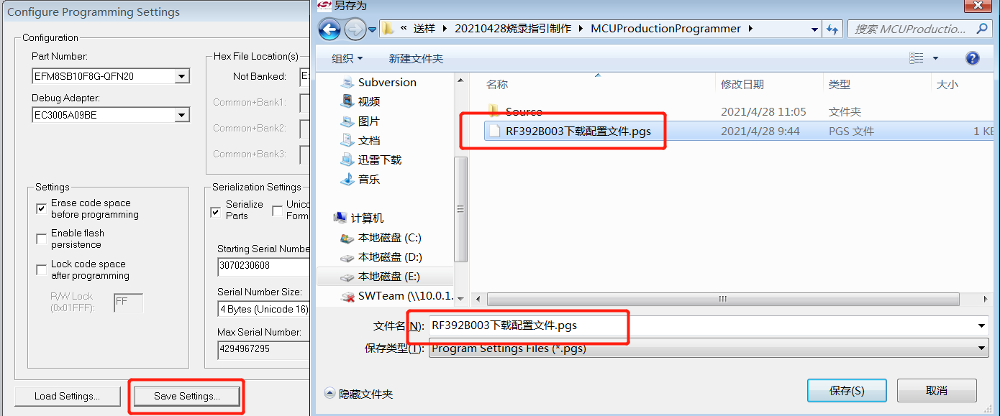 Configure Programming Settings
Configuration
Part Number:
EFM8SB10F8G-QFN20
Debug Adapter:
EC3005A09BE
Hex File Location(s)
Not Banked:
E:
Common+Bank1:
Common+Bank2:
Common+Bank3:
Settings
Erase code space
before programming
Enable flash
persistence
Lock code space
after programming
R/W Lock
(0x01FFF):
FF
Serialization Settings
Serialize
Parts
Unico
Form
Starting Serial Numbe
3070230608
Serial Number Size:
4 Bytes (Unicode 16)
Max Serial Number:
4294967295
Load Settings...
Save Settings...
另存为
« 送样 20210428烧录指引制作 MCUProductionProgrammer
搜索 MCUProductio...
组织
新建文件夹
Subversion
视频
图片
文档
迅雷下载
音乐
计算机
本地磁盘 (C:)
本地磁盘 (D:)
本地磁盘 (E:)
SWTeam (\\10.0.1.
名称 修改日期 类型 大小
Source 2021/4/28 11:05 文件夹
RF392B003下载配置文件.pgs 2021/4/28 9:44 PGS 文件 1 KB
文件名(N): RF392B003下载配置文件.pgs
保存类型(T): Program Settings Files (*.pgs)
隐藏文件夹
保存(S)
取消